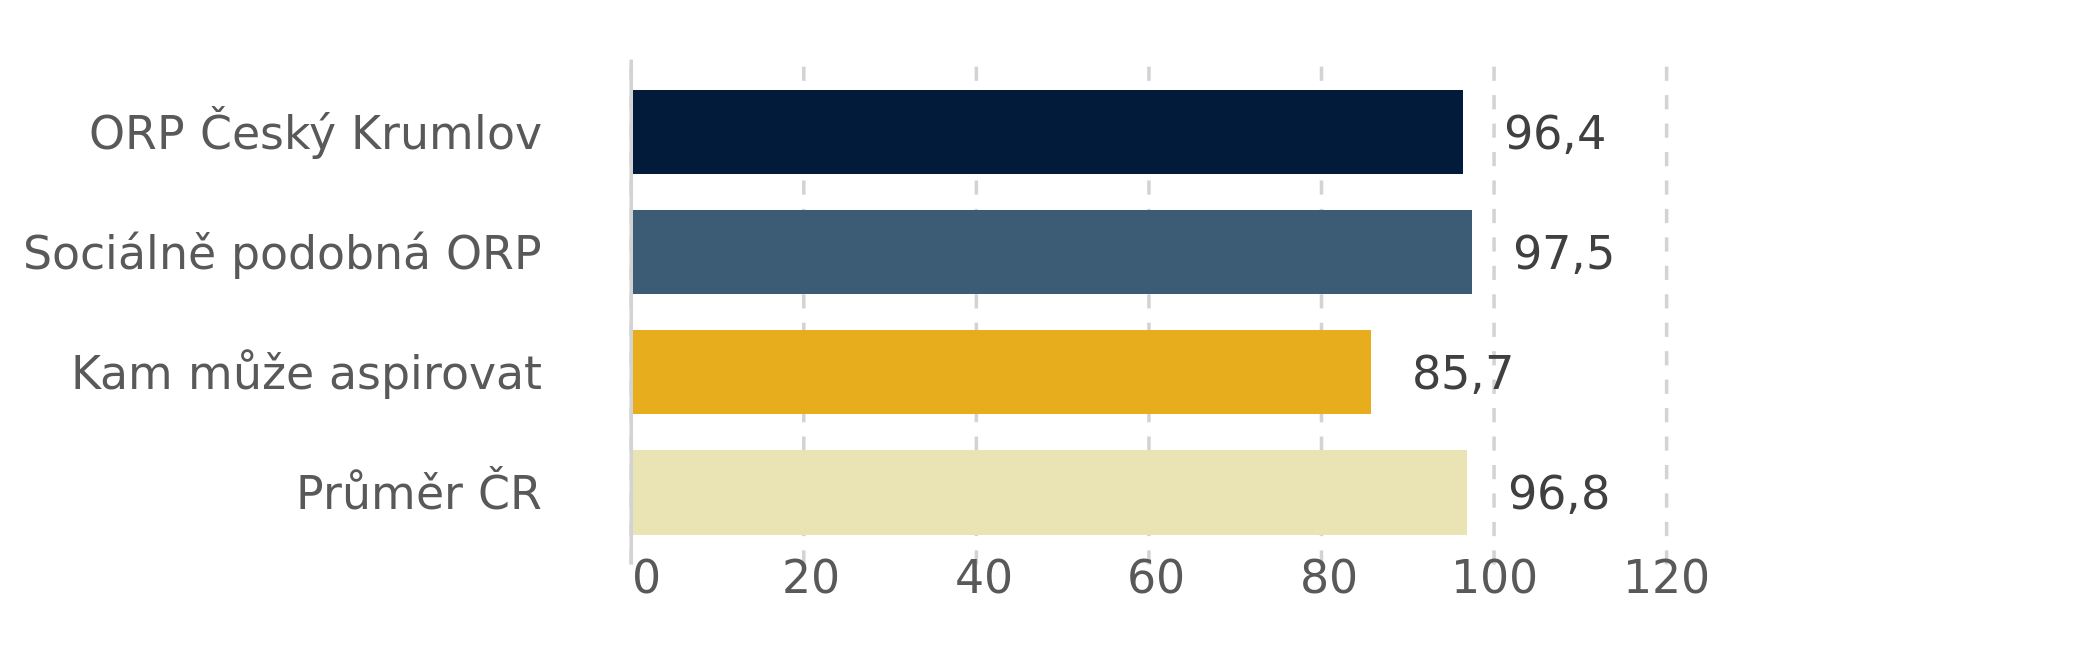 ORP Český Krumlov 96,4
Sociálně podobná ORP 97,5
Kam může aspirovat 85,7
Průměr ČR 96,8
0 20 40 60 80 100 120